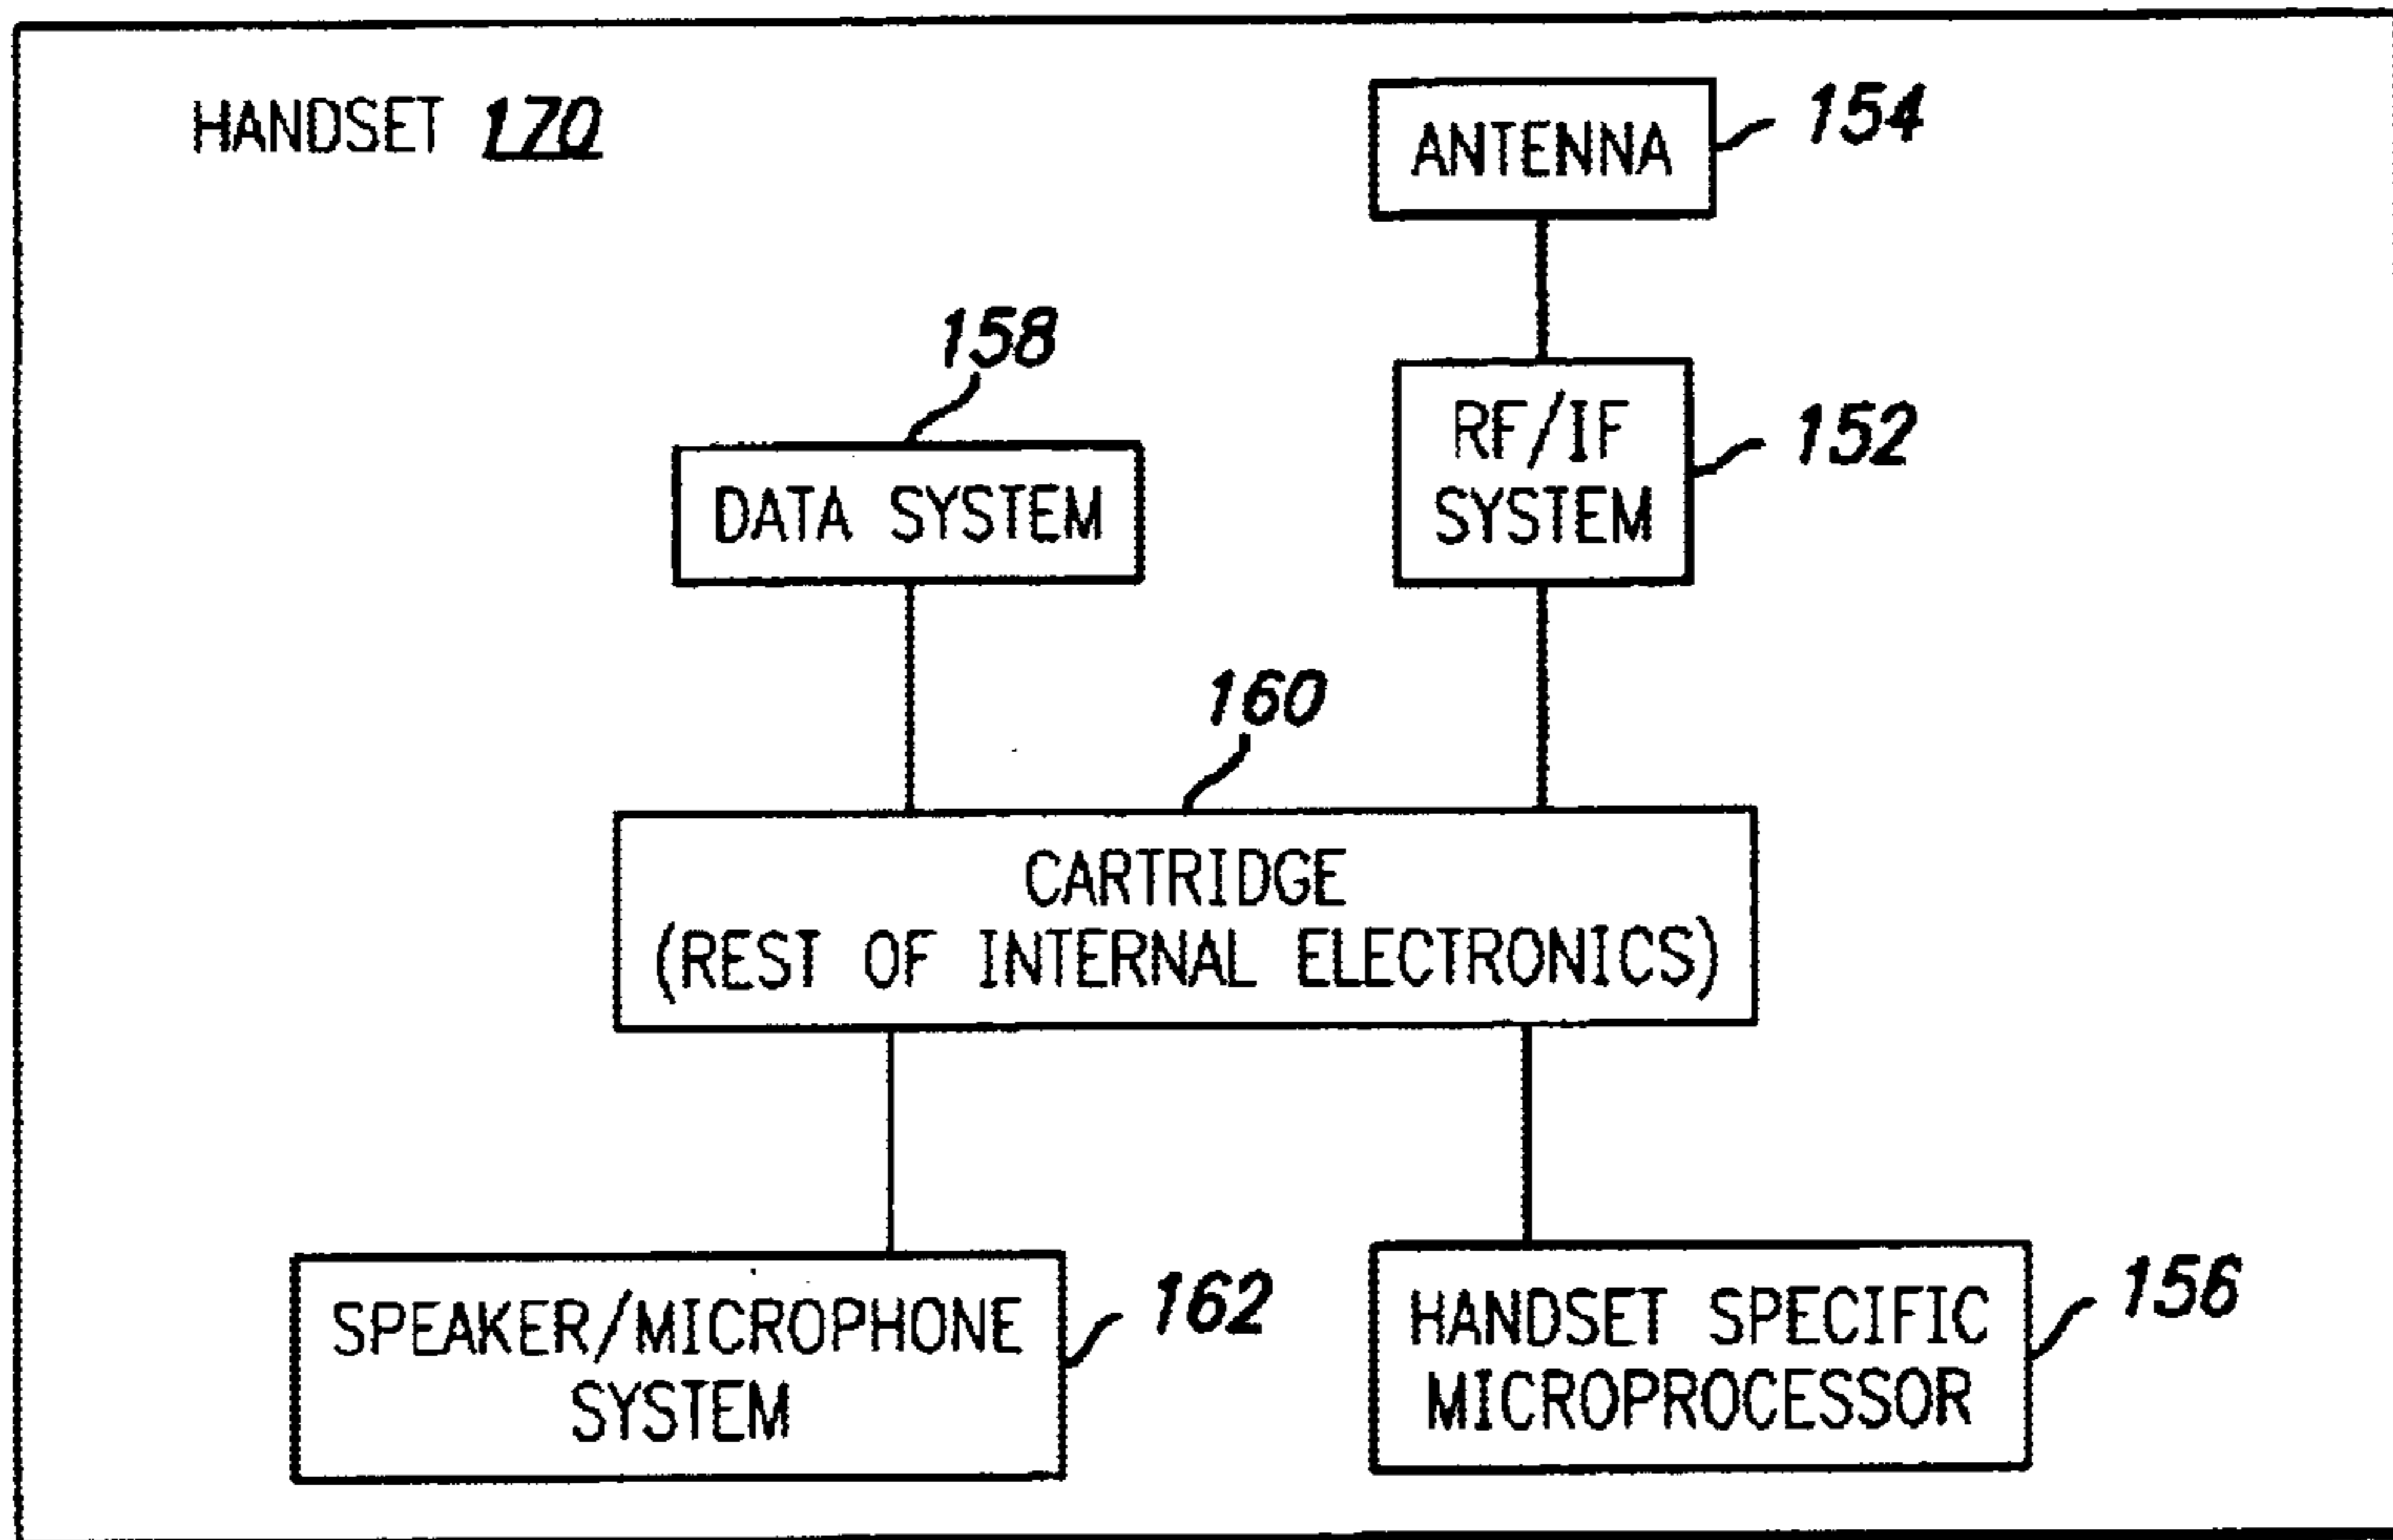 HANDSET 170
ANTENNA
154
158
DATA SYSTEM
RF/IF
SYSTEM
152
160
CARTRIDGE
(REST OF INTERNAL ELECTRONICS)
SPEAKER/MICROPHONE
SYSTEM
162
HANDSET SPECIFIC
MICROPROCESSOR
156